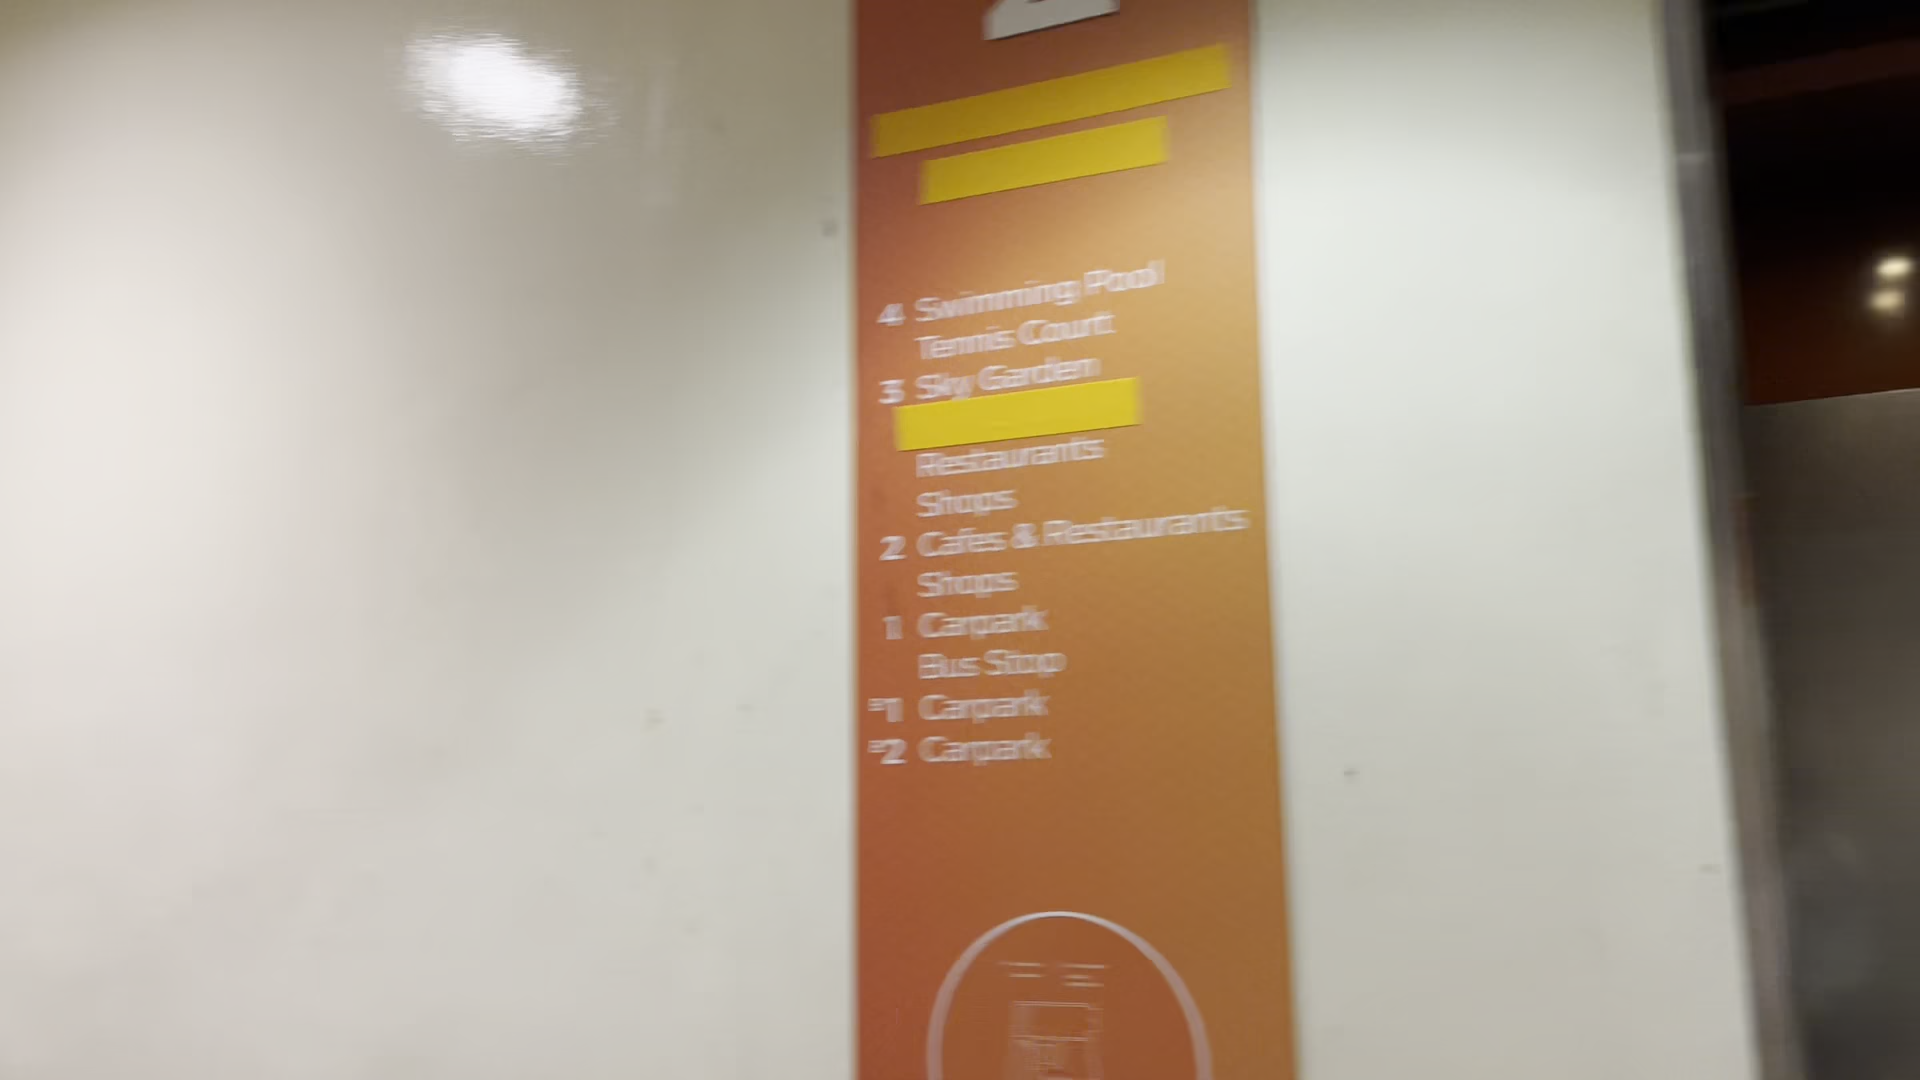 4 Swimming Pool
Tennis Court
3 Sky Garden
Restaurants
Shops
2 Cafes & Restaurants
Shops
1 Carpark
Bus Stop
B1 Carpark
B2 Carpark